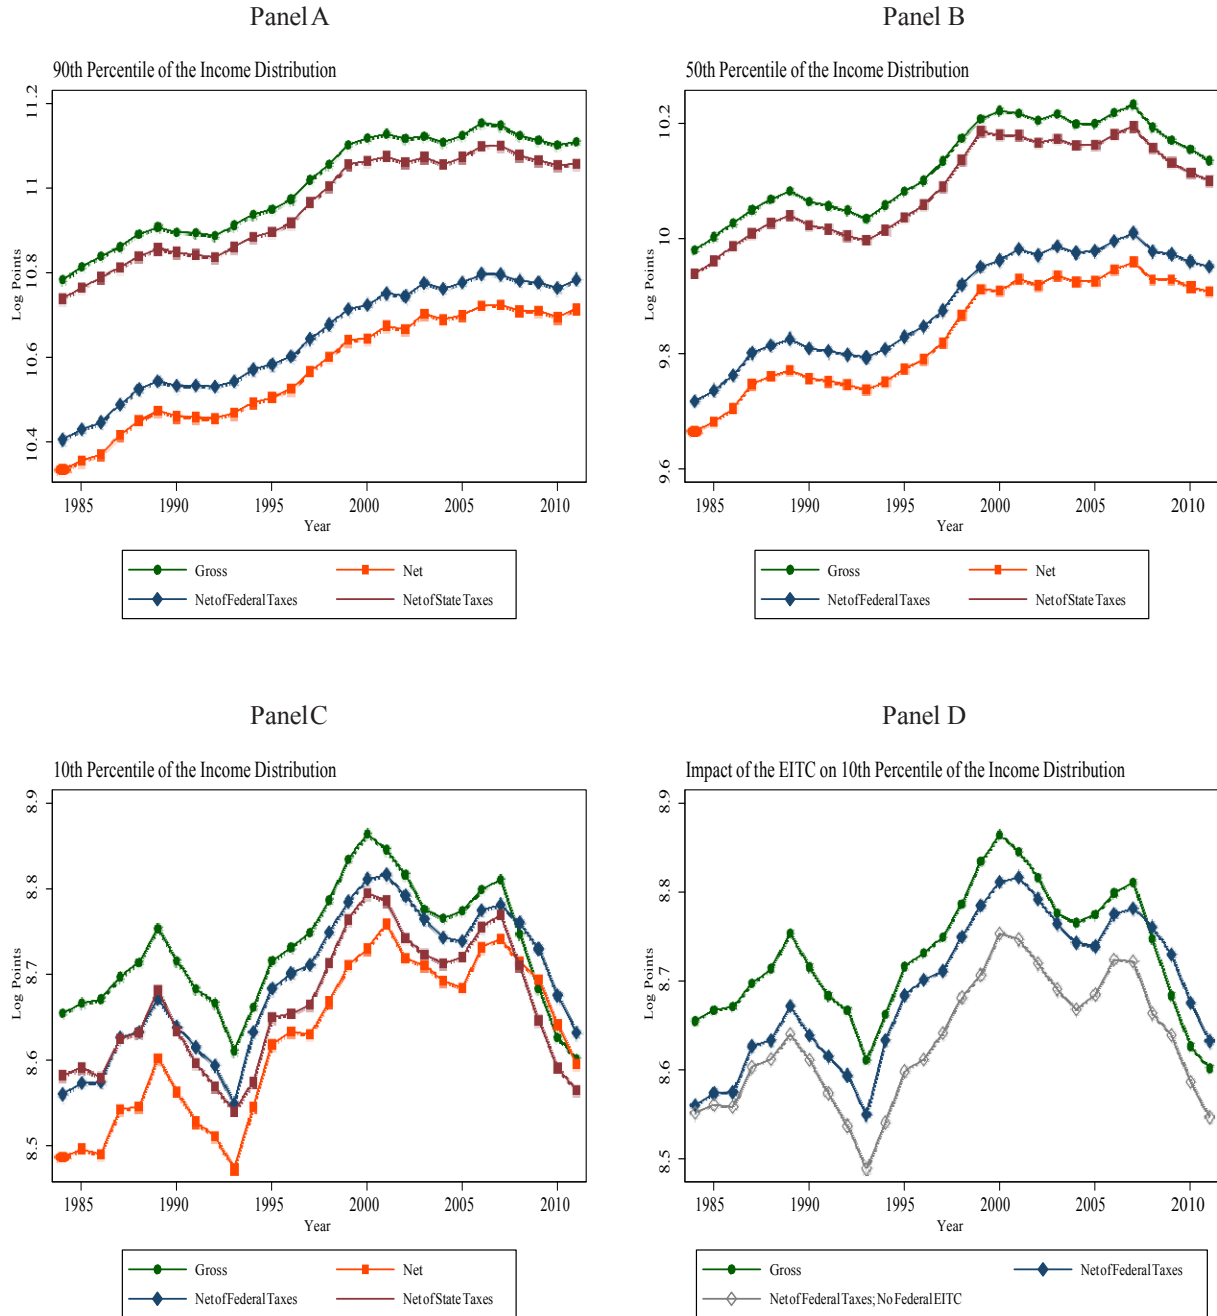 Panel A
90th Percentile of the Income Distribution
Log Points
11.2
11
10.8
10.6
10.4
1985 1990 1995 2000 2005 2010
Year
Gross Net
Net of Federal Taxes Net of State Taxes
Panel B
50th Percentile of the Income Distribution
Log Points
10.2
10
9.8
9.6
1985 1990 1995 2000 2005 2010
Year
Gross Net
Net of Federal Taxes Net of State Taxes
Panel C
10th Percentile of the Income Distribution
Log Points
8.9
8.8
8.7
8.6
8.5
1985 1990 1995 2000 2005 2010
Year
Gross Net
Net of Federal Taxes Net of State Taxes
Panel D
Impact of the EITC on 10th Percentile of the Income Distribution
Log Points
8.9
8.8
8.7
8.6
8.5
1985 1990 1995 2000 2005 2010
Year
Gross Net of Federal Taxes
Net of Federal Taxes; No Federal EITC